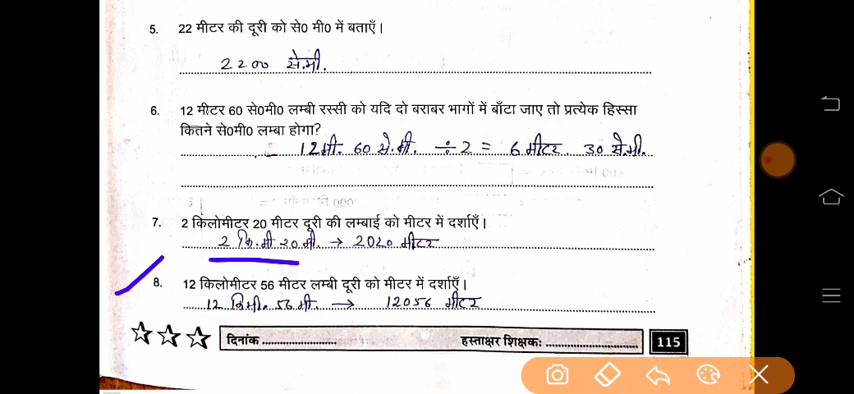 5. 22 मीटर की दूरी को से0 मी0 में बताएँ।
2200 से.मी.
6. 12 मीटर 60 से0मी0 लम्बी रस्सी को यदि दो बराबर भागों में बाँटा जाए तो प्रत्येक हिस्सा
कितने से0मी0 लम्बा होगा?
12 मी. 60 से.मी. ÷ 2 = 6 मीटर. 30 से.मी.
7. 2 किलोमीटर 20 मीटर दूरी की लम्बाई को मीटर में दर्शाएँ।
2 कि.मी 20 मी. → 2020 मीटर
8. 12 किलोमीटर 56 मीटर लम्बी दूरी को मीटर में दर्शाएँ।
12 किमी. 56 मी. → 12056 मीटर
दिनांक ........................ हस्ताक्षर शिक्षकः ........................ 115